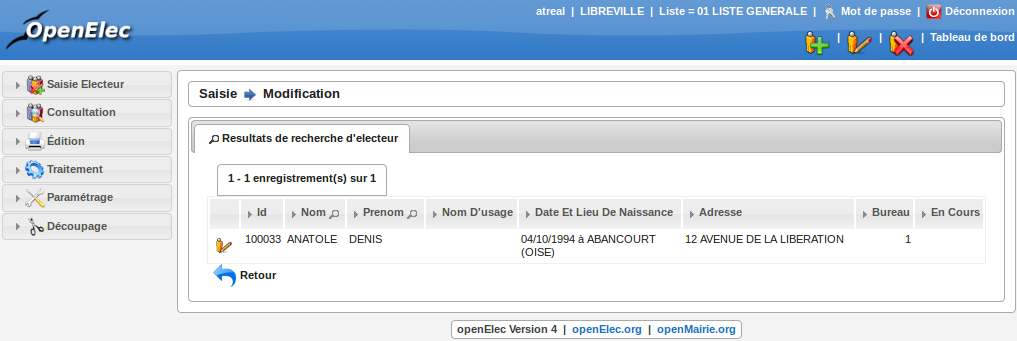 OpenElec
atreal | LIBREVILLE | Liste = 01 LISTE GENERALE | Mot de passe | Déconnexion
| | | Tableau de bord
Saisie Electeur
Consultation
Édition
Traitement
Paramétrage
Découpage
Saisie Modification
Resultats de recherche d'electeur
1 - 1 enregistrement(s) sur 1
Id Nom Prenom Nom D'usage Date Et Lieu De Naissance Adresse Bureau En Cours
100033 ANATOLE DENIS 04/10/1994 à ABANCOURT 12 AVENUE DE LA LIBERATION 1
(OISE)
Retour
openElec Version 4 | openElec.org | openMairie.org